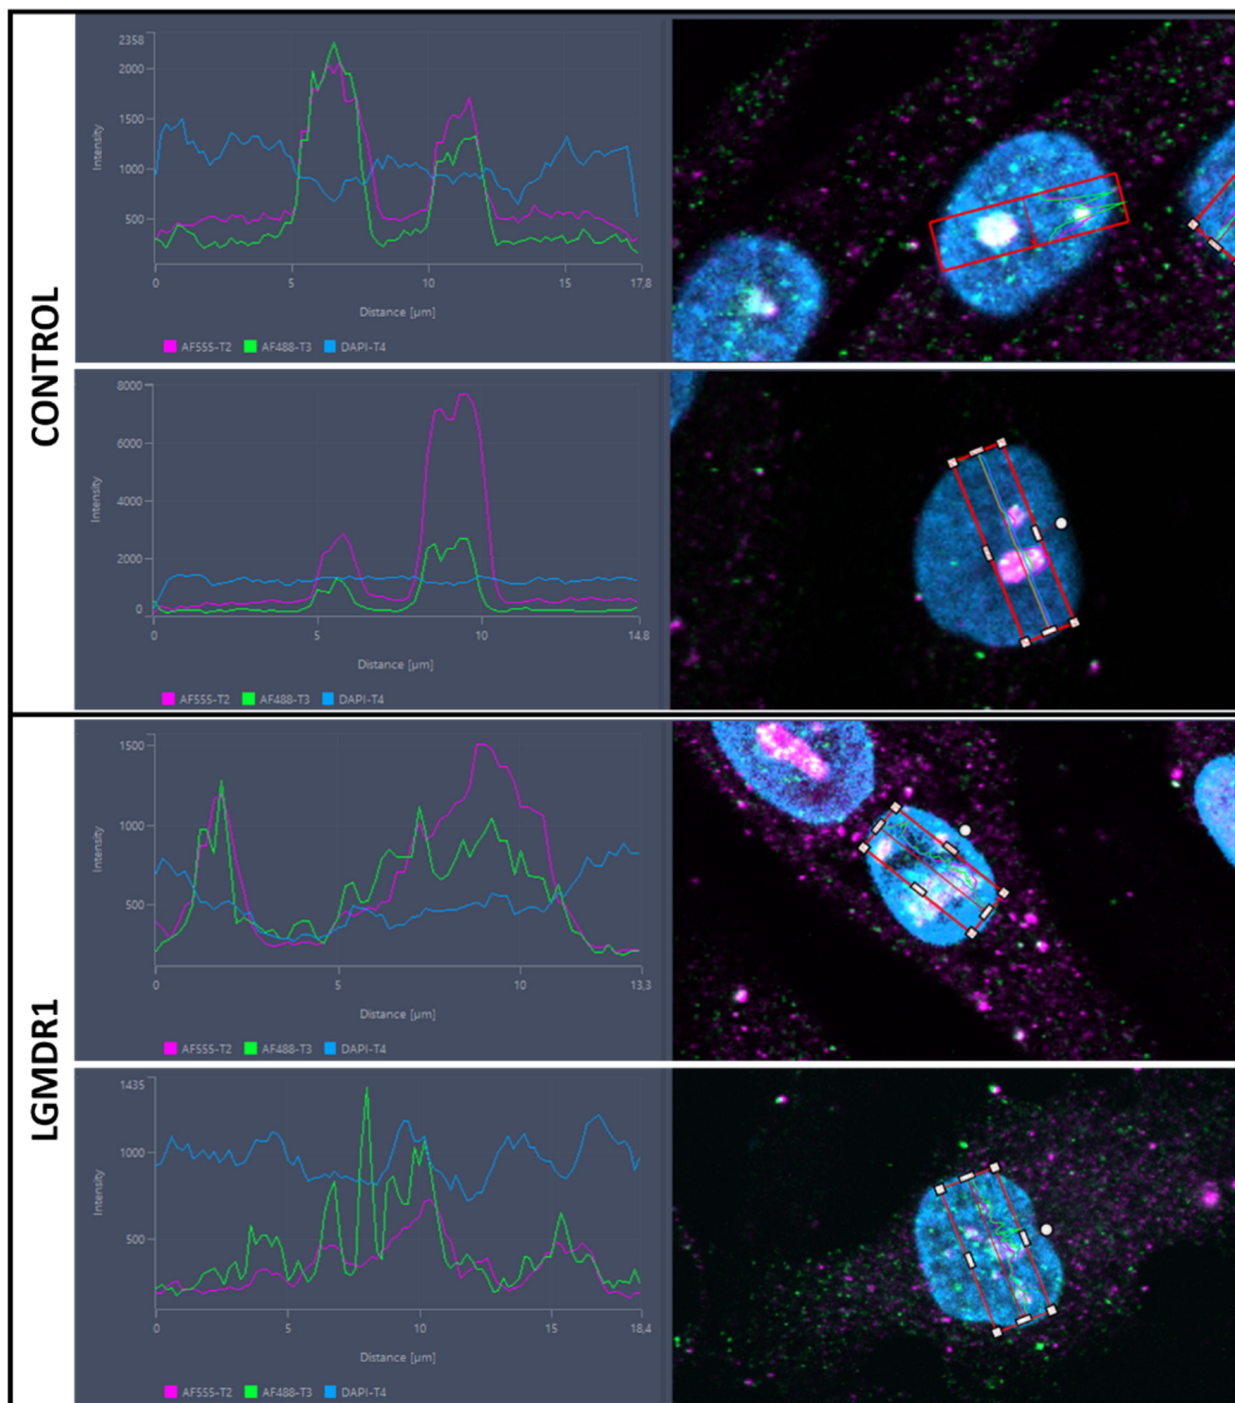 CONTROL
2358
2000
1500
1000
500
Intensity
0 5 10 15 17,8
Distance [µm]
AF555-T2 AF488-T3 DAPI-T4
8000
6000
4000
2000
0
Intensity
0 5 10 14,8
Distance [µm]
AF555-T2 AF488-T3 DAPI-T4
LGMDR1
1500
1000
500
Intensity
0 5 10 13,3
Distance [µm]
AF555-T2 AF488-T3 DAPI-T4
1435
1000
500
Intensity
0 5 10 15 18,4
Distance [µm]
AF555-T2 AF488-T3 DAPI-T4